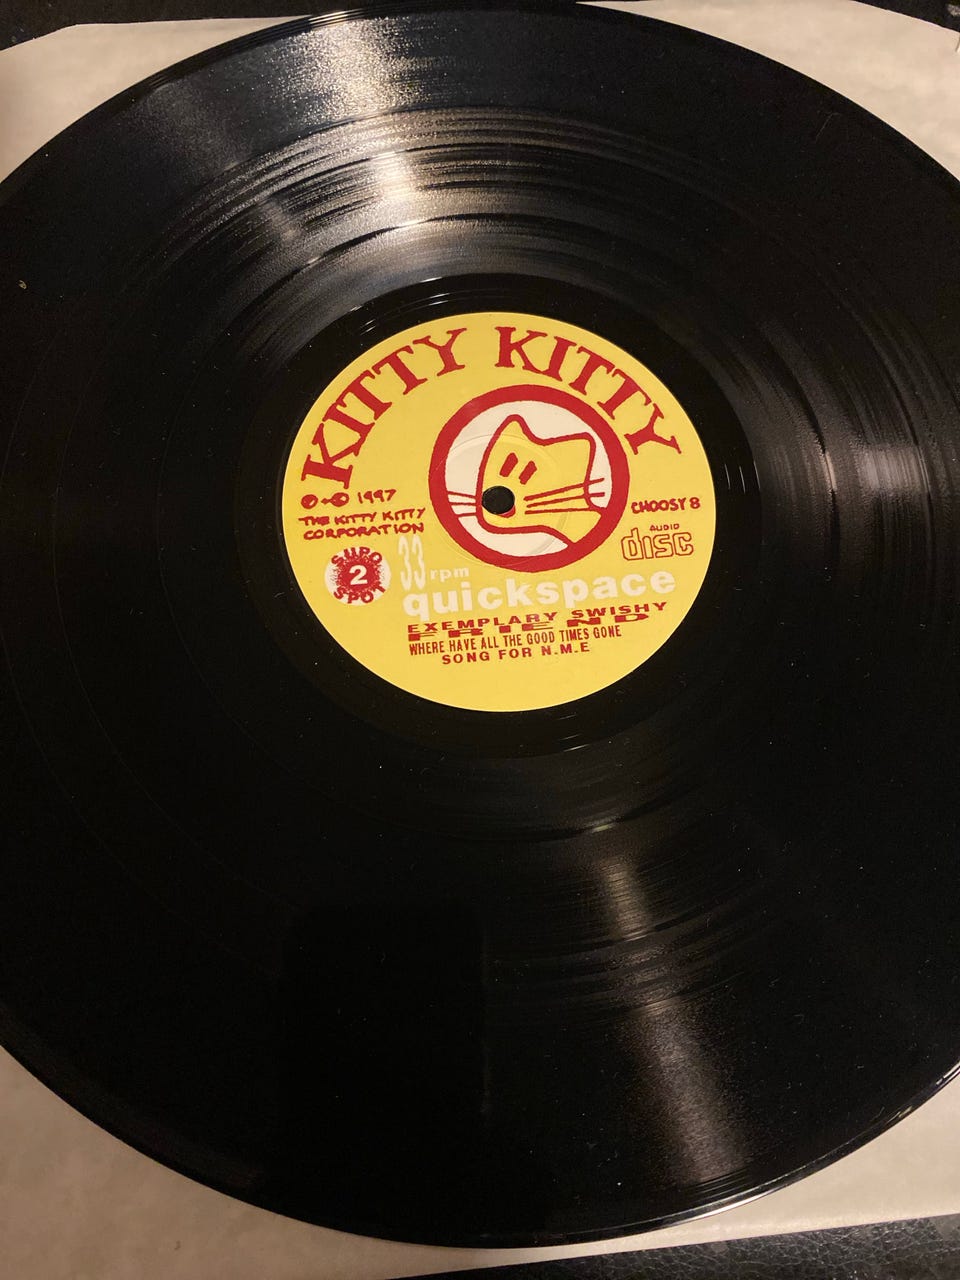 KITTY KITTY
℗ + © 1997
THE KITTY KITTY
CORPORATION
CHOOSY 8
AUDIO
disc
SUPO
2
SPOT
33 rpm
quickspace
EXEMPLARY SWISHY
FRIEND
WHERE HAVE ALL THE GOOD TIMES GONE
SONG FOR N.M.E